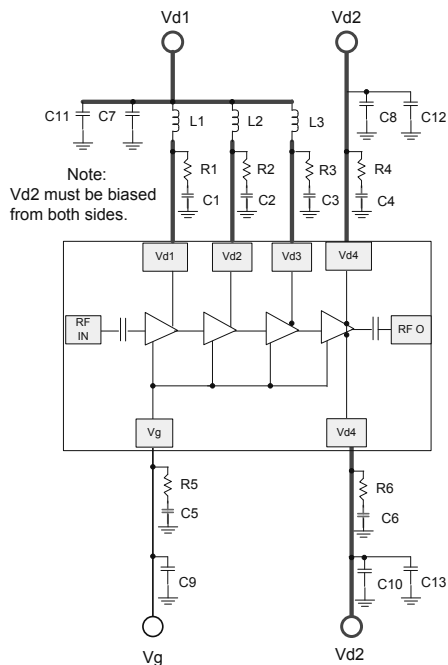 Vd1
Vd2
C11
C7
L1
L2
L3
C8
C12
Note:
Vd2 must be biased
from both sides.
R1
R2
R3
R4
C1
C2
C3
C4
Vd1
Vd2
Vd3
Vd4
RF
IN
RF O
Vg
Vd4
R5
C5
R6
C6
C9
C10
C13
Vg
Vd2